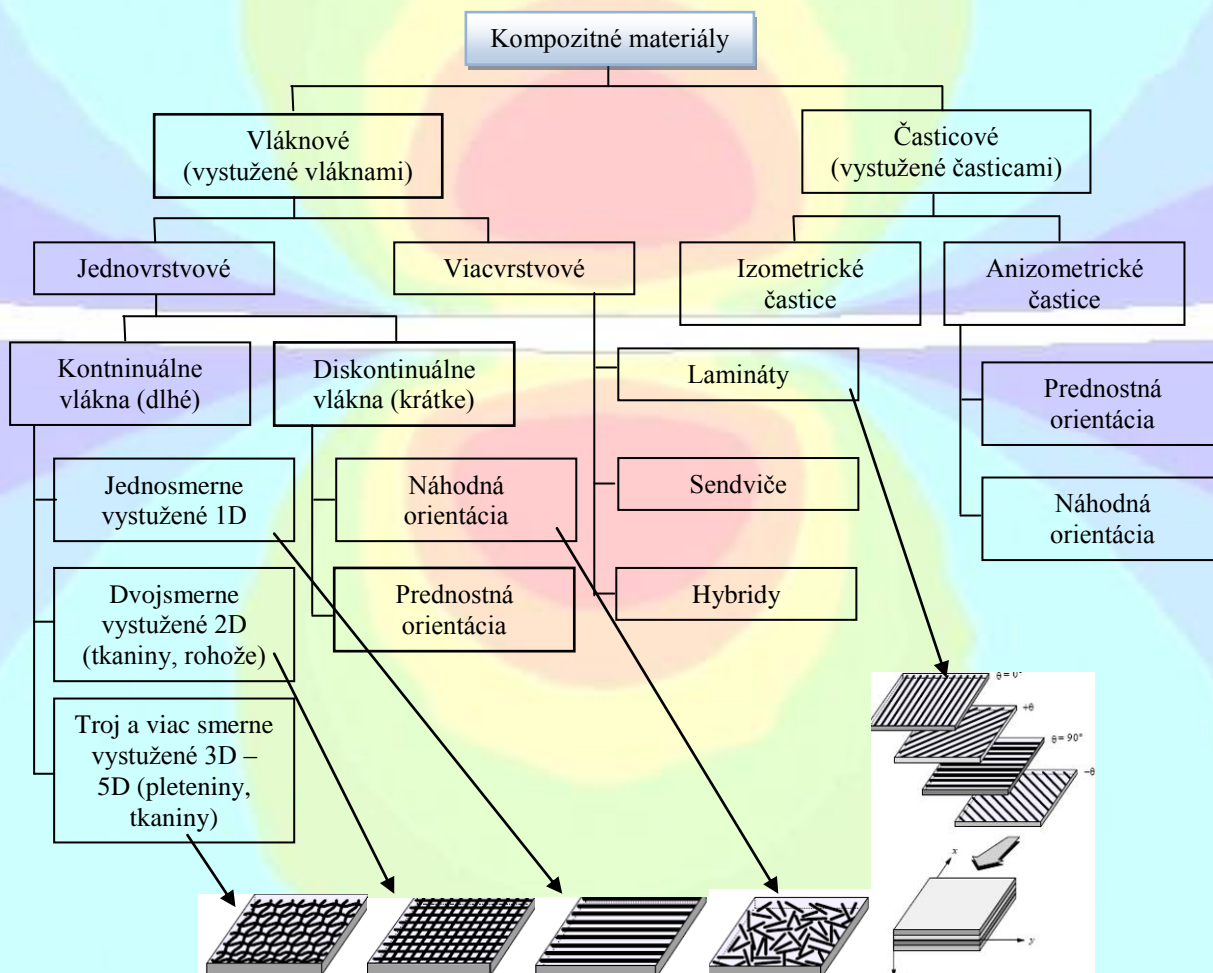 Kompozitné materiály
Vláknové
(vystužené vláknami)
Časticové
(vystužené časticami)
Jednovrstvové
Viacvrstvové
Izometrické
častice
Anizometrické
častice
Kontninuálne
vlákna (dlhé)
Diskontinuálne
vlákna (krátke)
Lamináty
Prednostná
orientácia
Jednosmerne
vystužené 1D
Náhodná
orientácia
Sendviče
Náhodná
orientácia
Dvojsmerne
vystužené 2D
(tkaniny, rohože)
Prednostná
orientácia
Hybridy
Troj a viac smerne
vystužené 3D –
5D (pleteniny,
tkaniny)
θ = 0°
+θ
θ = 90°
−θ
x
y